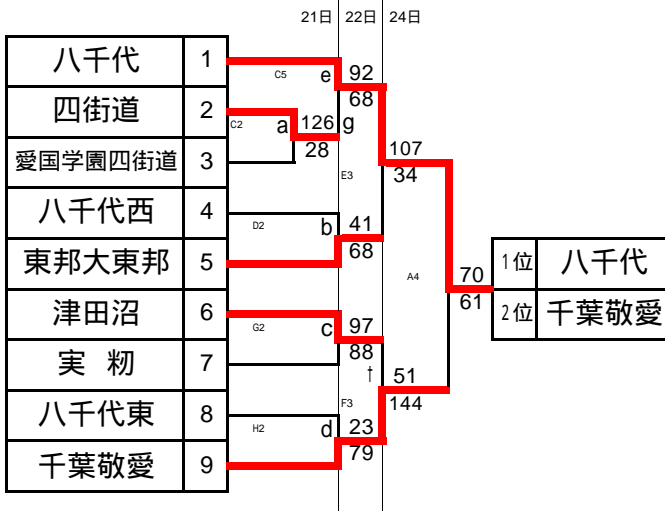 21日 22日 24日
八千代 1
四街道 2
愛国学園四街道 3
八千代西 4
東邦大東邦 5
津田沼 6
実 籾 7
八千代東 8
千葉敬愛 9
C5 e 92
68
C2 a 126 g
28
E3
107
34
D2 b 41
68
A4
70
61
G2 c 97
88
†
51
144
F3
H2 d 23
79
1位 八千代
2位 千葉敬愛